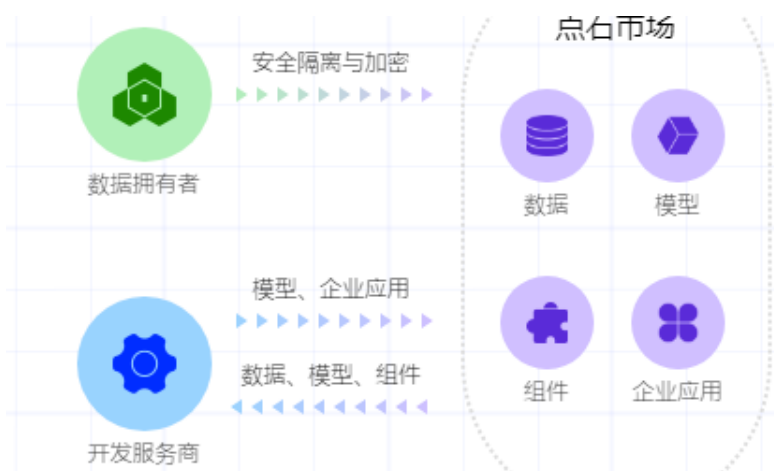 点石市场
安全隔离与加密
数据拥有者
数据
模型
模型、企业应用
数据、模型、组件
开发服务商
组件
企业应用